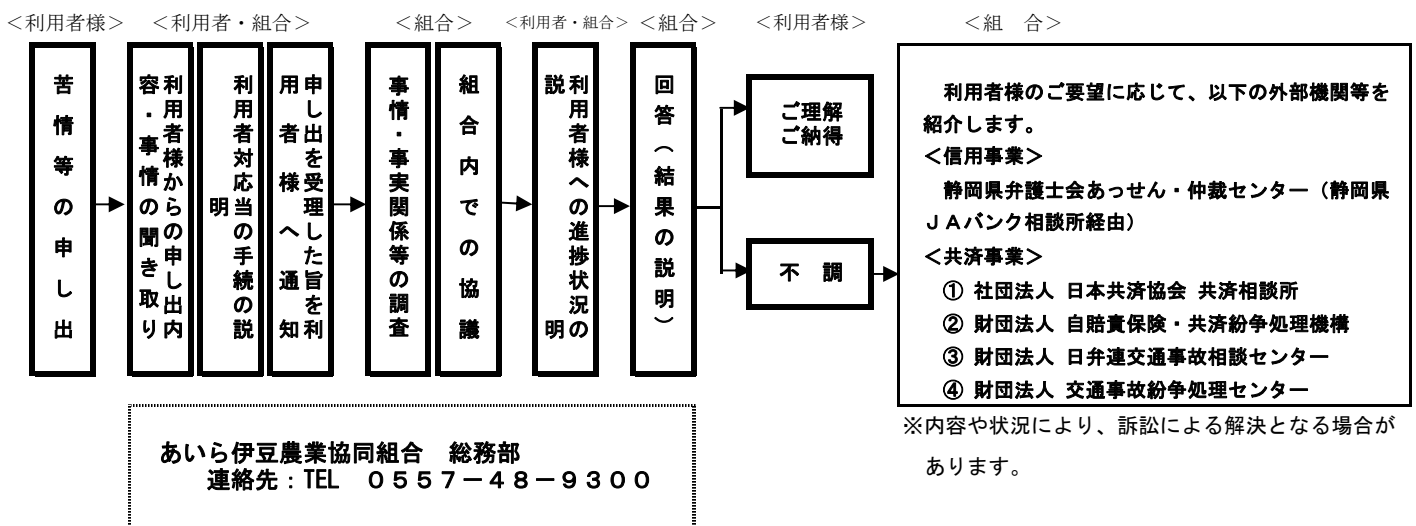 ＜利用者様＞
＜利用者・組合＞
＜組合＞
＜利用者・組合＞
＜組合＞
＜利用者様＞
＜組　合＞
苦情等の申し出
利用者様からの申し出内
容・事情の聞き取り
利用者対応当の手続の説
明
申し出を受理した旨を利
用者様へ通知
事情・事実関係等の調査
組合内での協議
利用者様への進捗状況の
説明
回答（結果の説明）
ご理解
ご納得
不　調
利用者様のご要望に応じて、以下の外部機関等を
紹介します。
＜信用事業＞
静岡県弁護士会あっせん・仲裁センター（静岡県
ＪＡバンク相談所経由）
＜共済事業＞
① 社団法人 日本共済協会 共済相談所
② 財団法人 自賠責保険・共済紛争処理機構
③ 財団法人 日弁連交通事故相談センター
④ 財団法人 交通事故紛争処理センター
※内容や状況により、訴訟による解決となる場合が
あります。
あいら伊豆農業協同組合　総務部
連絡先：TEL　０５５７－４８－９３００